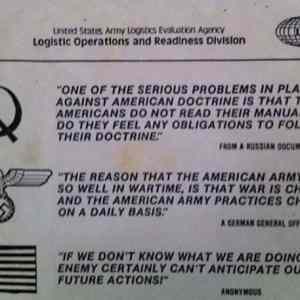 United States Army Logistics Evaluation Agency
Logistic Operations and Readiness Division
"ONE OF THE SERIOUS PROBLEMS IN PLA
AGAINST AMERICAN DOCTRINE IS THAT T
AMERICANS DO NOT READ THEIR MANUA
DO THEY FEEL ANY OBLIGATIONS TO FOL
THEIR DOCTRINE."
FROM A RUSSIAN DOCUM
"THE REASON THAT THE AMERICAN ARMY
SO WELL IN WARTIME, IS THAT WAR IS CH
AND THE AMERICAN ARMY PRACTICES CH
ON A DAILY BASIS."
A GERMAN GENERAL OFF
"IF WE DON'T KNOW WHAT WE ARE DOING
ENEMY CERTAINLY CAN'T ANTICIPATE OU
FUTURE ACTIONS!"
ANONYMOUS